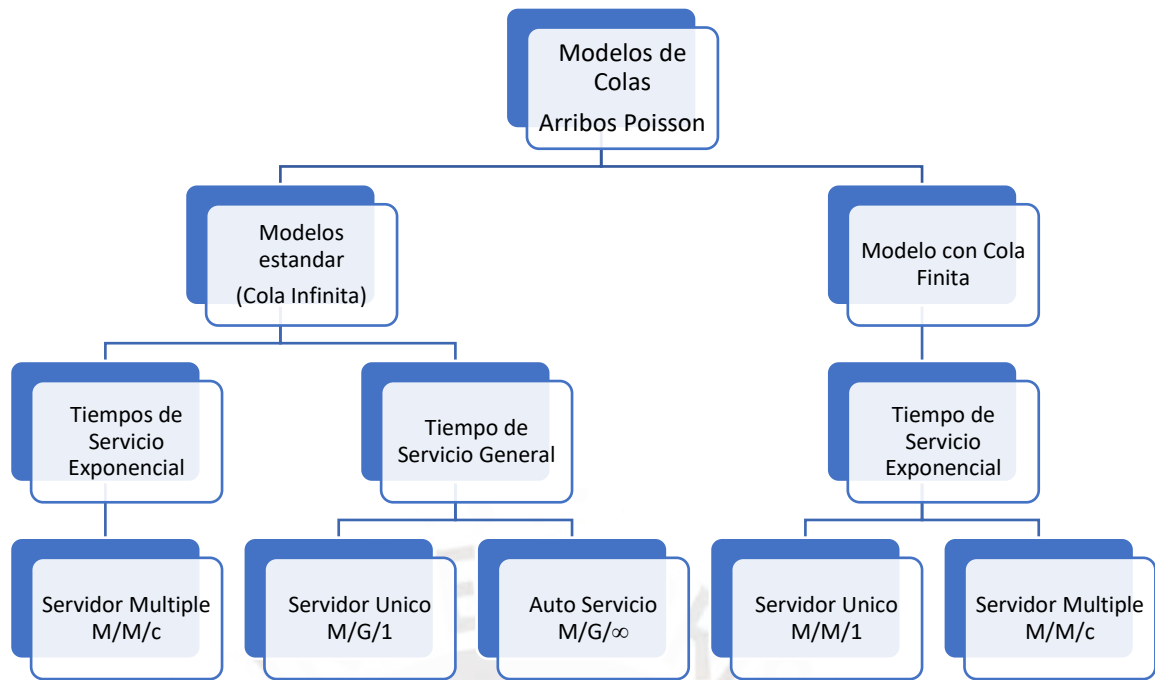 Modelos de
Colas
Arribos Poisson
Modelos
estandar
(Cola Infinita)
Modelo con Cola
Finita
Tiempos de
Servicio
Exponencial
Tiempo de
Servicio General
Tiempo de
Servicio
Exponencial
Servidor Multiple
M/M/c
Servidor Unico
M/G/1
Auto Servicio
M/G/∞
Servidor Unico
M/M/1
Servidor Multiple
M/M/c